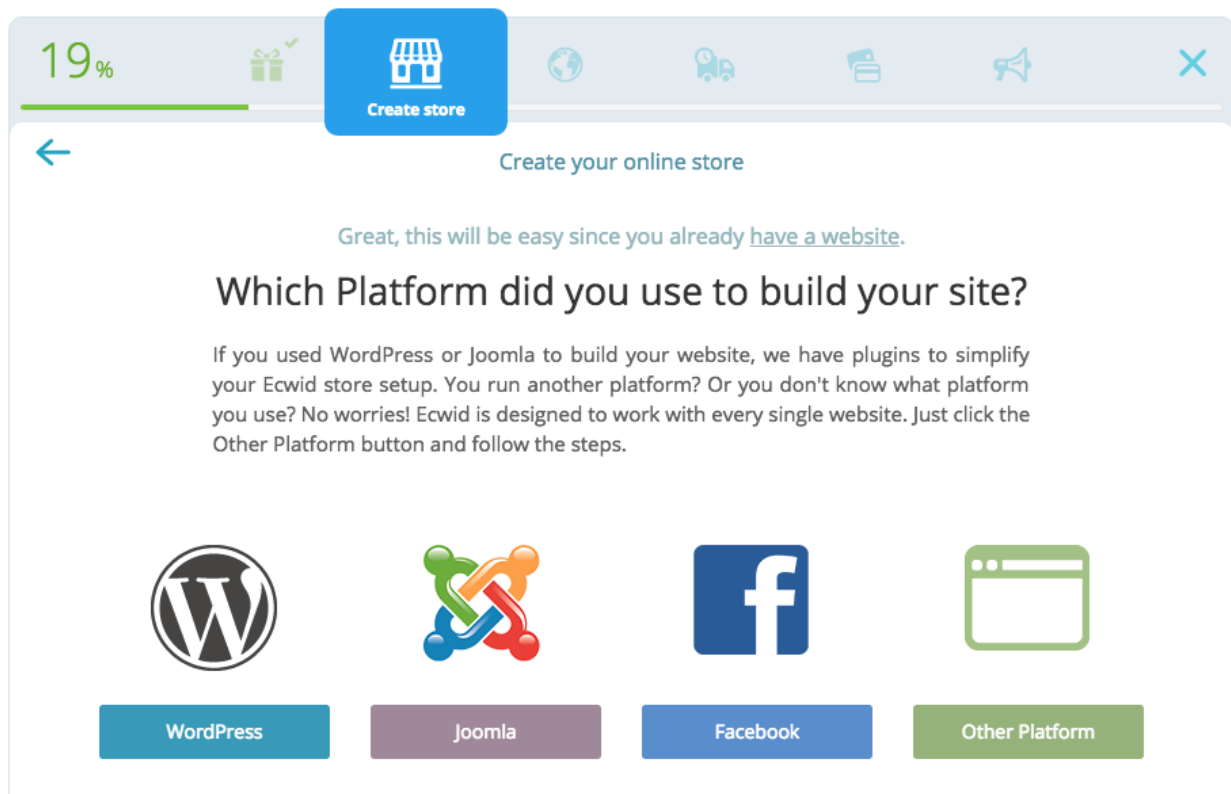 19%
Create store
Create your online store
Great, this will be easy since you already have a website.
Which Platform did you use to build your site?
If you used WordPress or Joomla to build your website, we have plugins to simplify
your Ecwid store setup. You run another platform? Or you don't know what platform
you use? No worries! Ecwid is designed to work with every single website. Just click the
Other Platform button and follow the steps.
WordPress
Joomla
Facebook
Other Platform